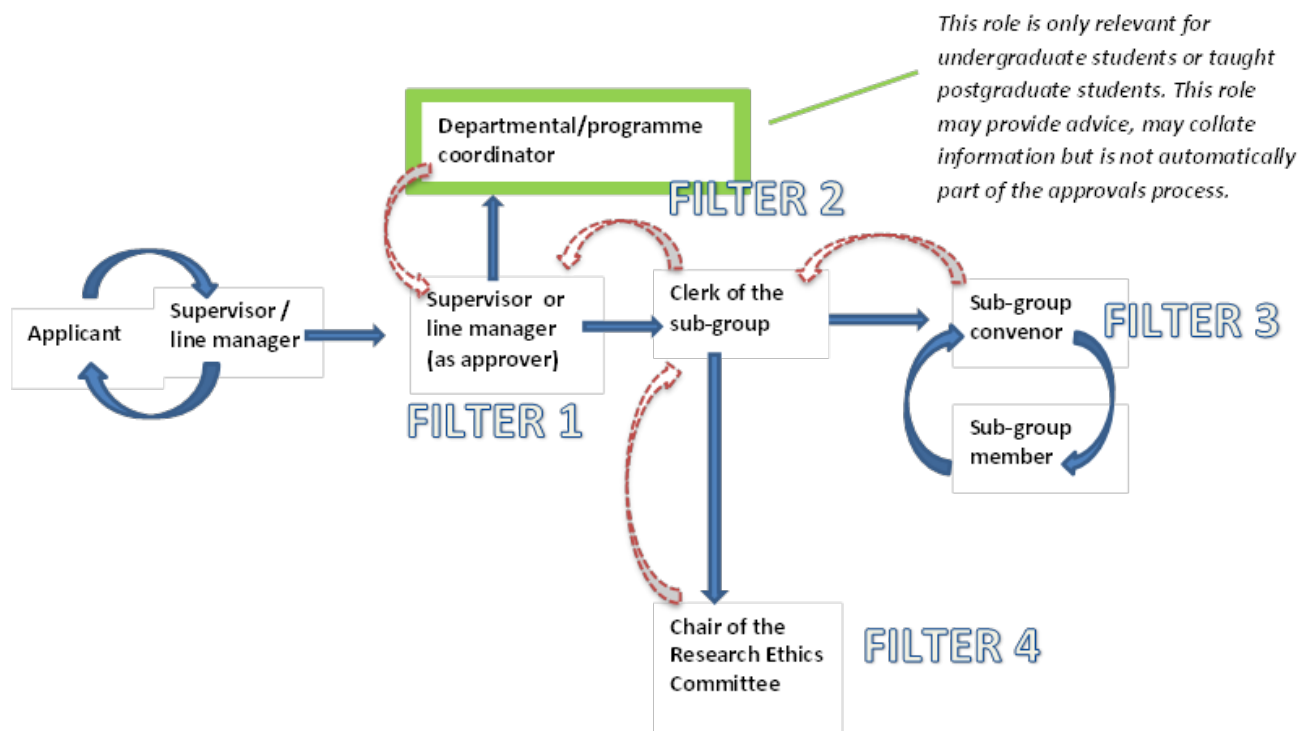 This role is only relevant for
undergraduate students or taught
postgraduate students. This role
may provide advice, may collate
information but is not automatically
part of the approvals process.
Departmental/programme
coordinator
FILTER 2
Applicant
Supervisor /
line manager
Supervisor or
line manager
(as approver)
FILTER 1
Clerk of the
sub-group
Sub-group
convenor
FILTER 3
Sub-group
member
Chair of the
Research Ethics
Committee
FILTER 4